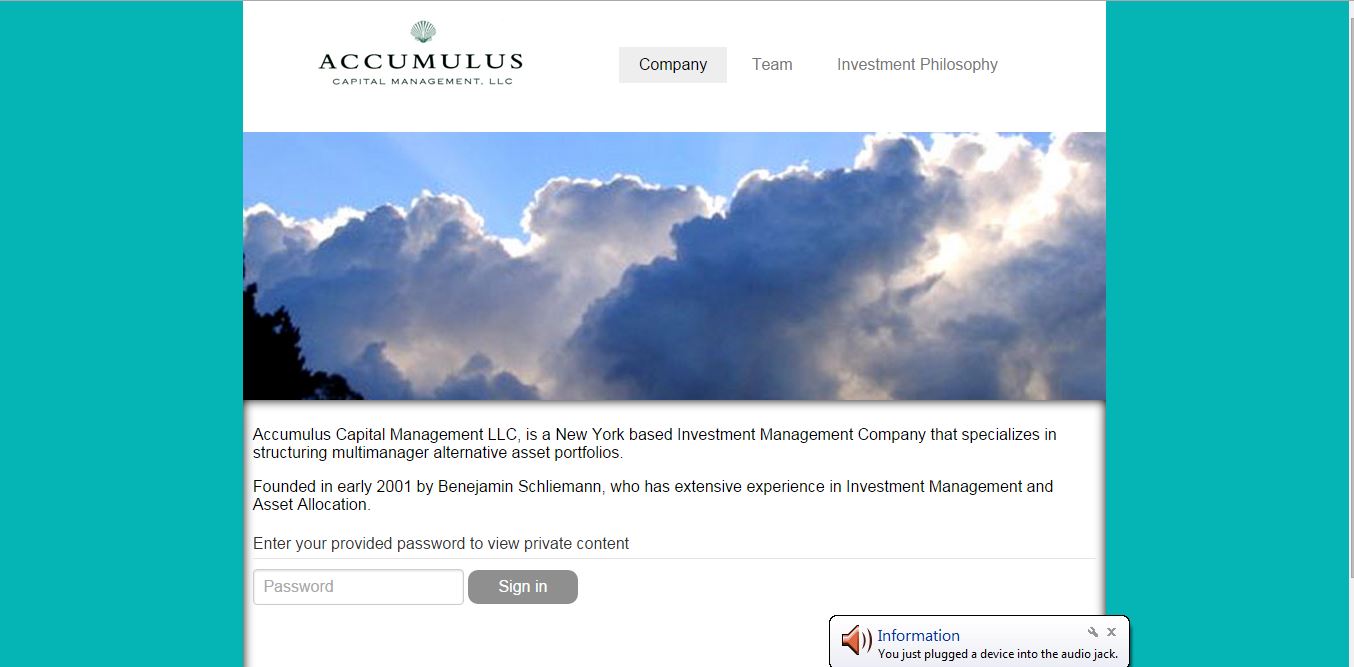 ACCUMULUS
CAPITAL MANAGEMENT, LLC
Company
Team
Investment Philosophy
Accumulus Capital Management LLC, is a New York based Investment Management Company that specializes in
structuring multimanager alternative asset portfolios.
Founded in early 2001 by Benejamin Schliemann, who has extensive experience in Investment Management and
Asset Allocation.
Enter your provided password to view private content
Password
Sign in
Information
You just plugged a device into the audio jack.